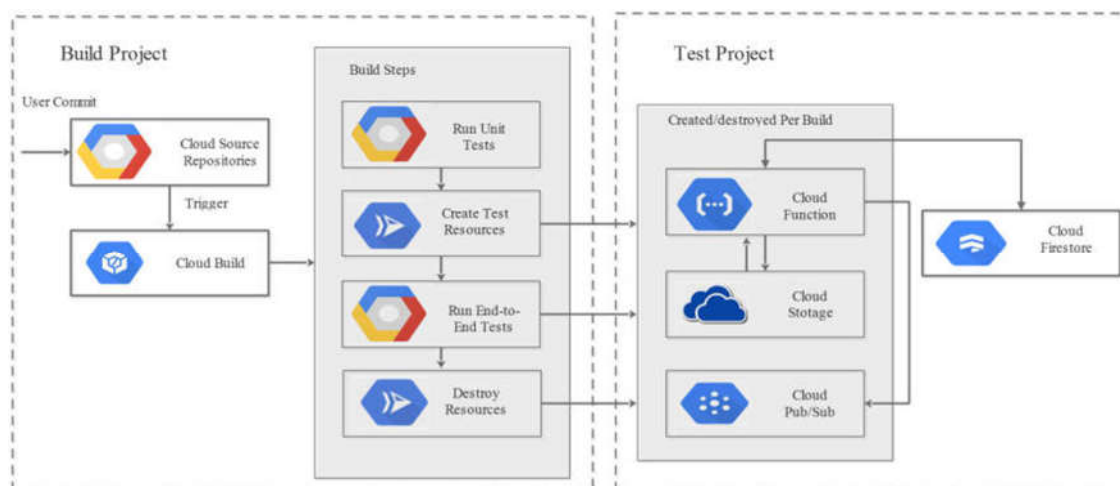 Build Project
User Commit
Cloud Source
Repositories
Trigger
Cloud Build
Build Steps
Run Unit
Tests
Create Test
Resources
Run End-to-
End Tests
Destroy
Resources
Test Project
Created/destroyed Per Build
Cloud
Function
Cloud
Stotage
Cloud
Pub/Sub
Cloud
Firestore